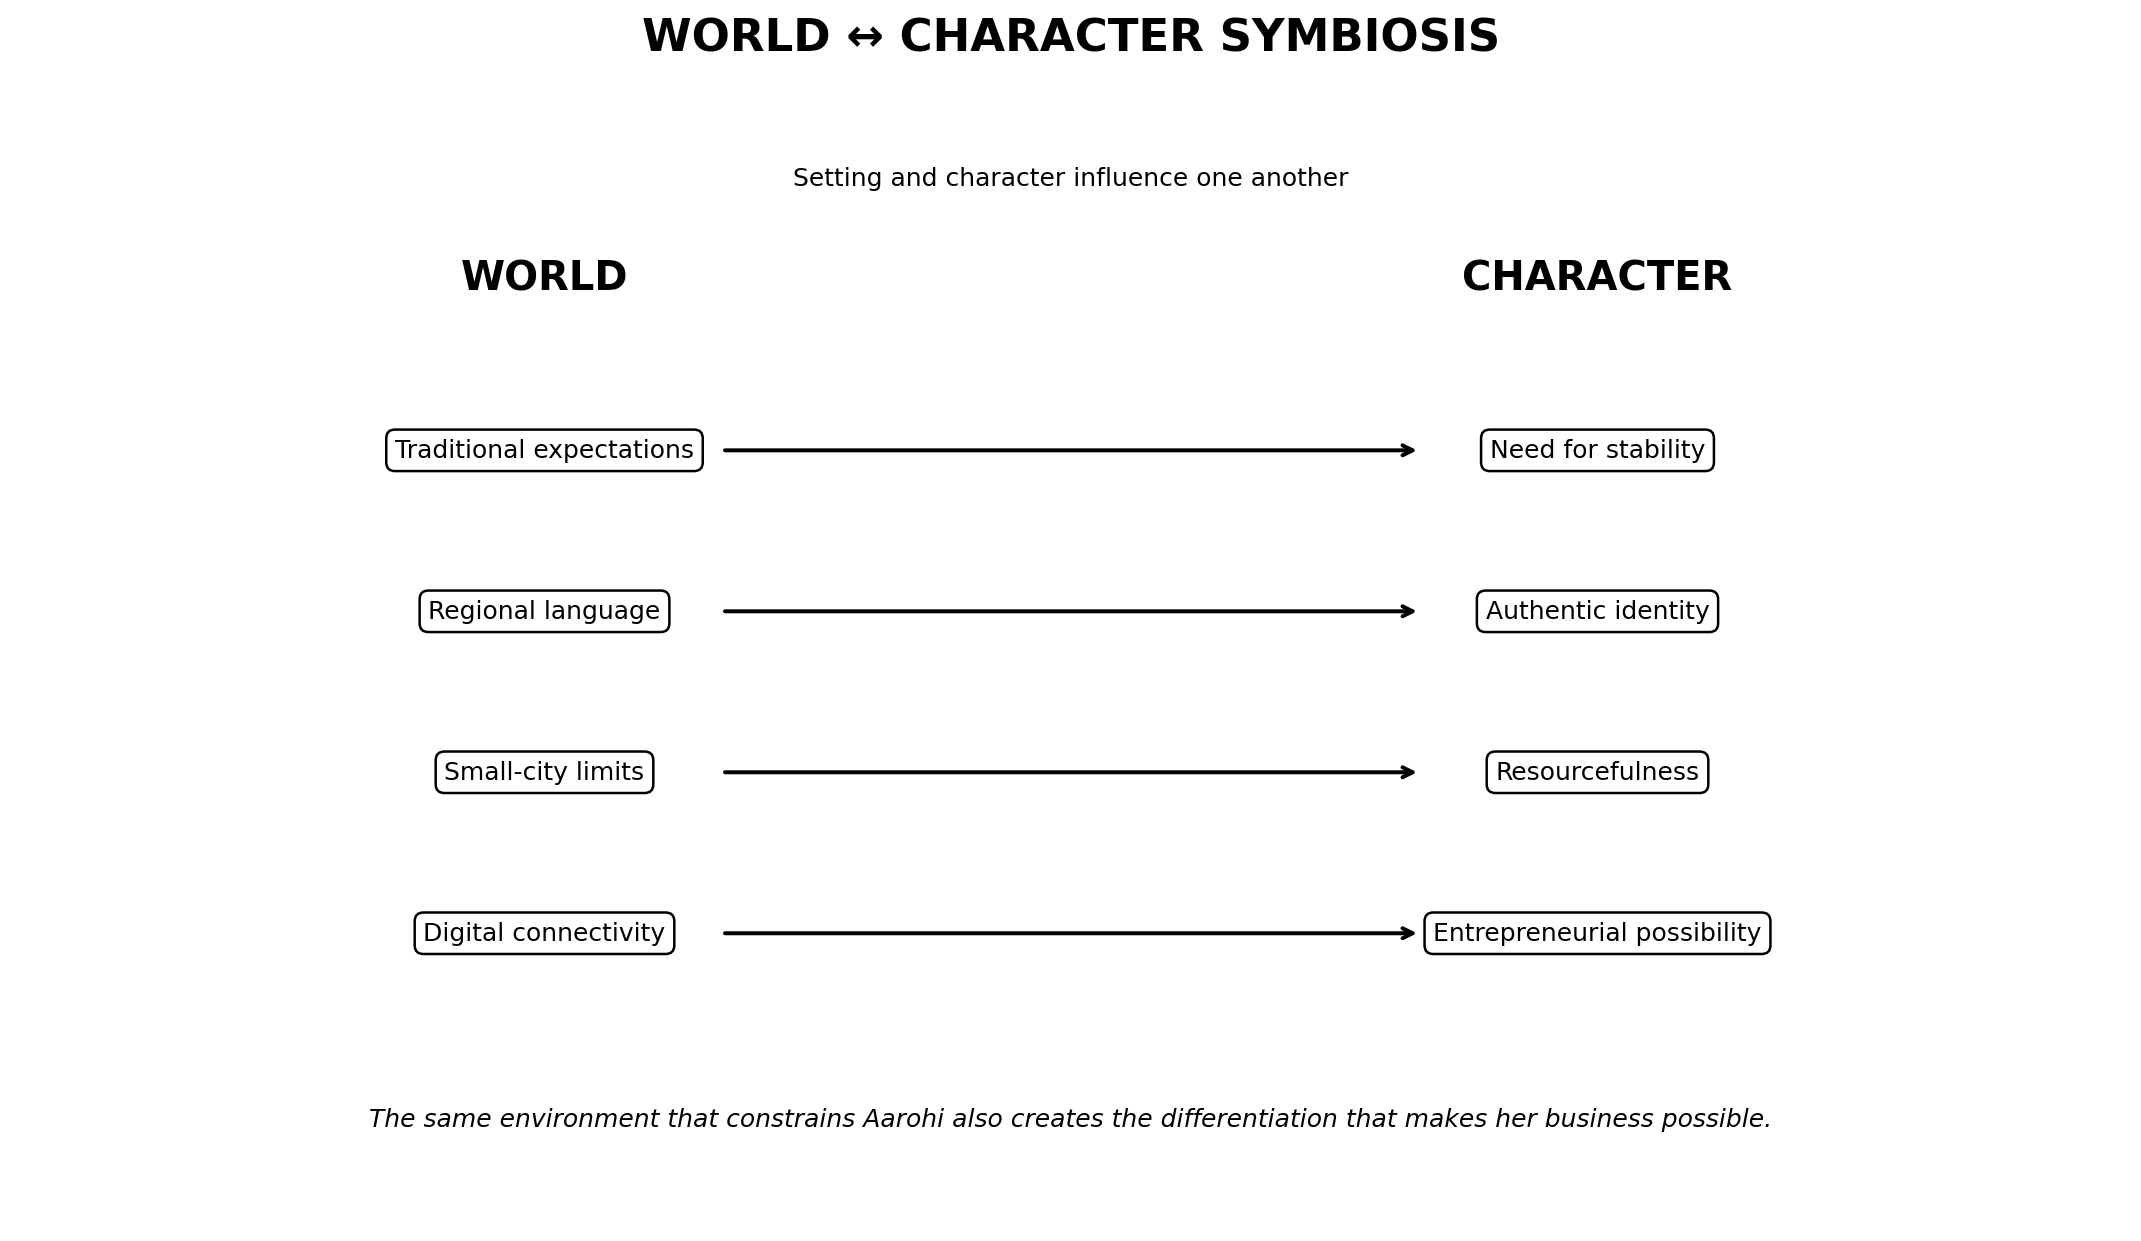 WORLD ↔ CHARACTER SYMBIOSIS
Setting and character influence one another
WORLD
CHARACTER
Traditional expectations
Need for stability
Regional language
Authentic identity
Small-city limits
Resourcefulness
Digital connectivity
Entrepreneurial possibility
The same environment that constrains Aarohi also creates the differentiation that makes her business possible.